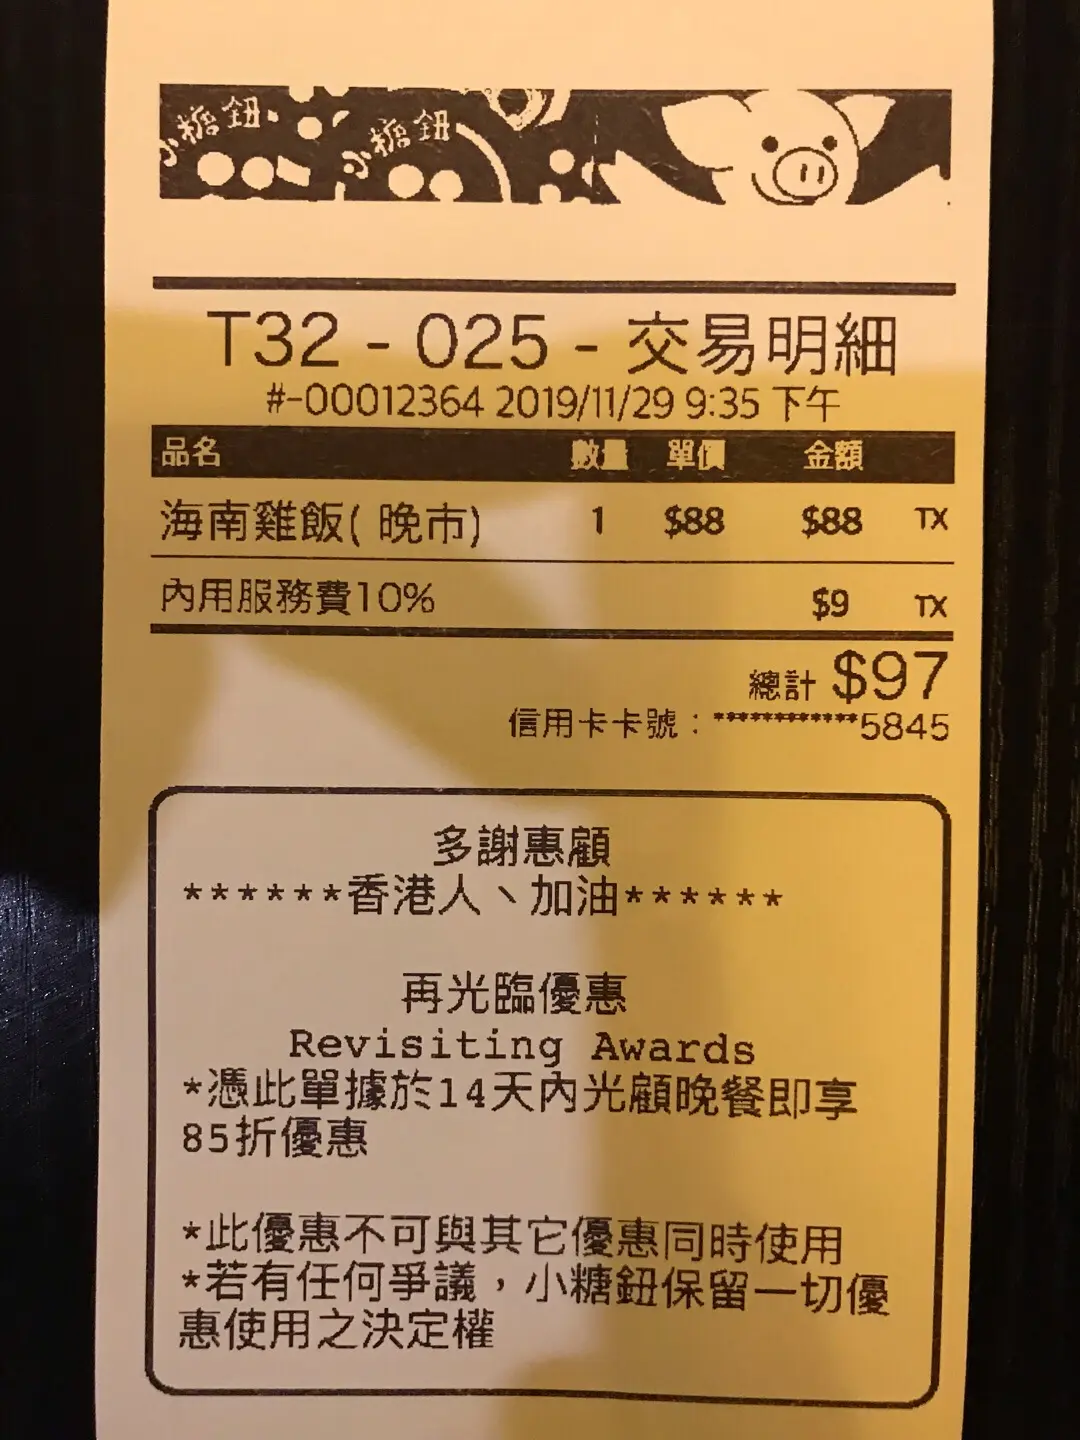 小糖鈕 小糖鈕
T32 - 025 - 交易明細
#-00012364 2019/11/29 9:35 下午
品名 數量 單價 金額
海南雞飯( 晚市) 1 $88 $88 TX
內用服務費10% $9 TX
總計 $97
信用卡卡號：************5845
多謝惠顧
******香港人、加油******
再光臨優惠
Revisiting Awards
*憑此單據於14天內光顧晚餐即享
85折優惠
*此優惠不可與其它優惠同時使用
*若有任何爭議，小糖鈕保留一切優
惠使用之決定權